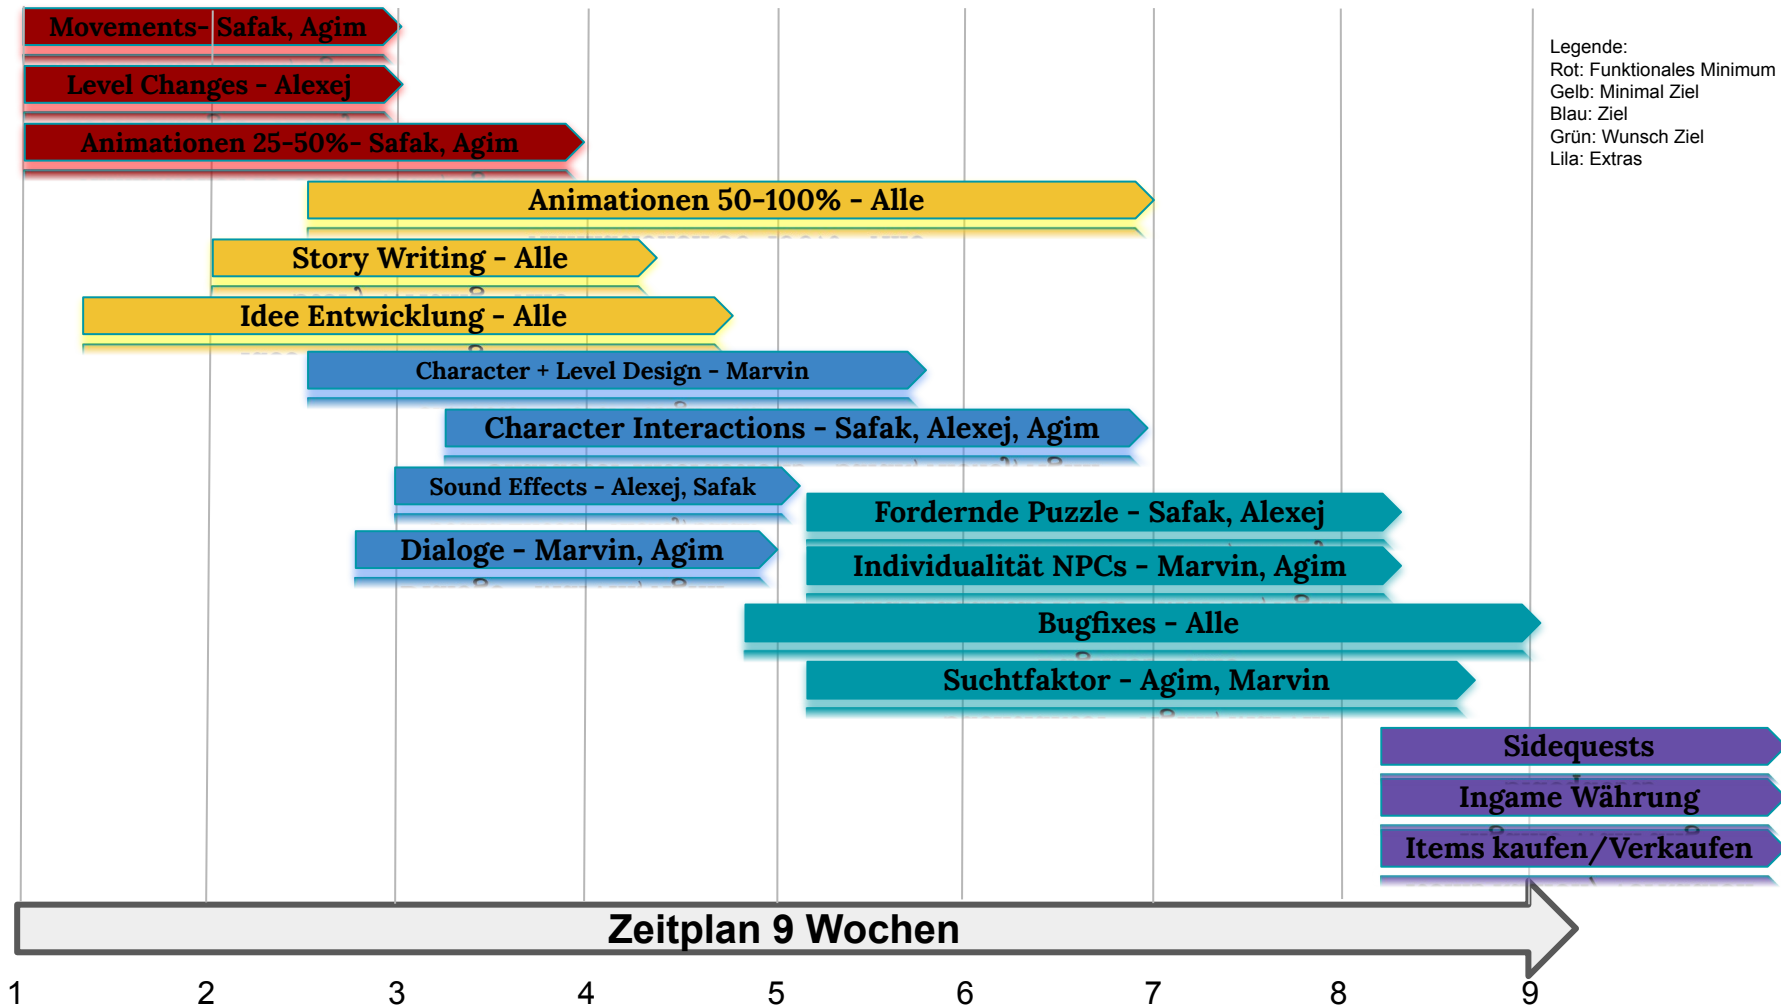 Movements- Safak, Agim
Level Changes - Alexej
Animationen 25-50%- Safak, Agim
Legende:
Rot: Funktionales Minimum
Gelb: Minimal Ziel
Blau: Ziel
Grün: Wunsch Ziel
Lila: Extras
Animationen 50-100% - Alle
Story Writing - Alle
Idee Entwicklung - Alle
Character + Level Design - Marvin
Character Interactions - Safak, Alexej, Agim
Sound Effects - Alexej, Safak
Fordernde Puzzle - Safak, Alexej
Dialoge - Marvin, Agim
Individualität NPCs - Marvin, Agim
Bugfixes - Alle
Suchtfaktor - Agim, Marvin
Sidequests
Ingame Währung
Items kaufen/Verkaufen
Zeitplan 9 Wochen
1 2 3 4 5 6 7 8 9